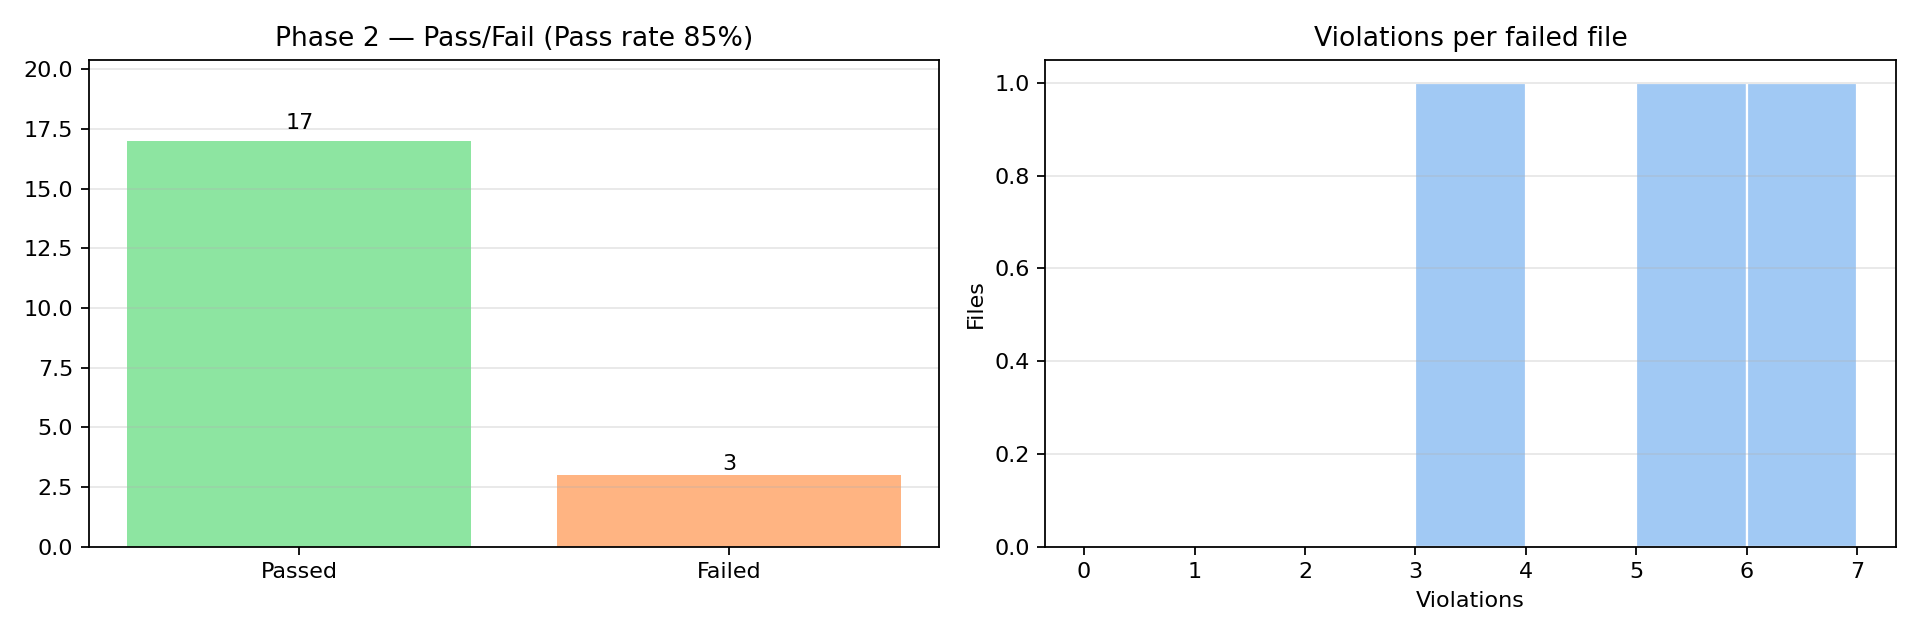 Phase 2 — Pass/Fail (Pass rate 85%)
20.0
17.5
15.0
12.5
10.0
7.5
5.0
2.5
0.0
17
3
Passed Failed
Violations per failed file
Files
1.0
0.8
0.6
0.4
0.2
0.0
0 1 2 3 4 5 6 7
Violations